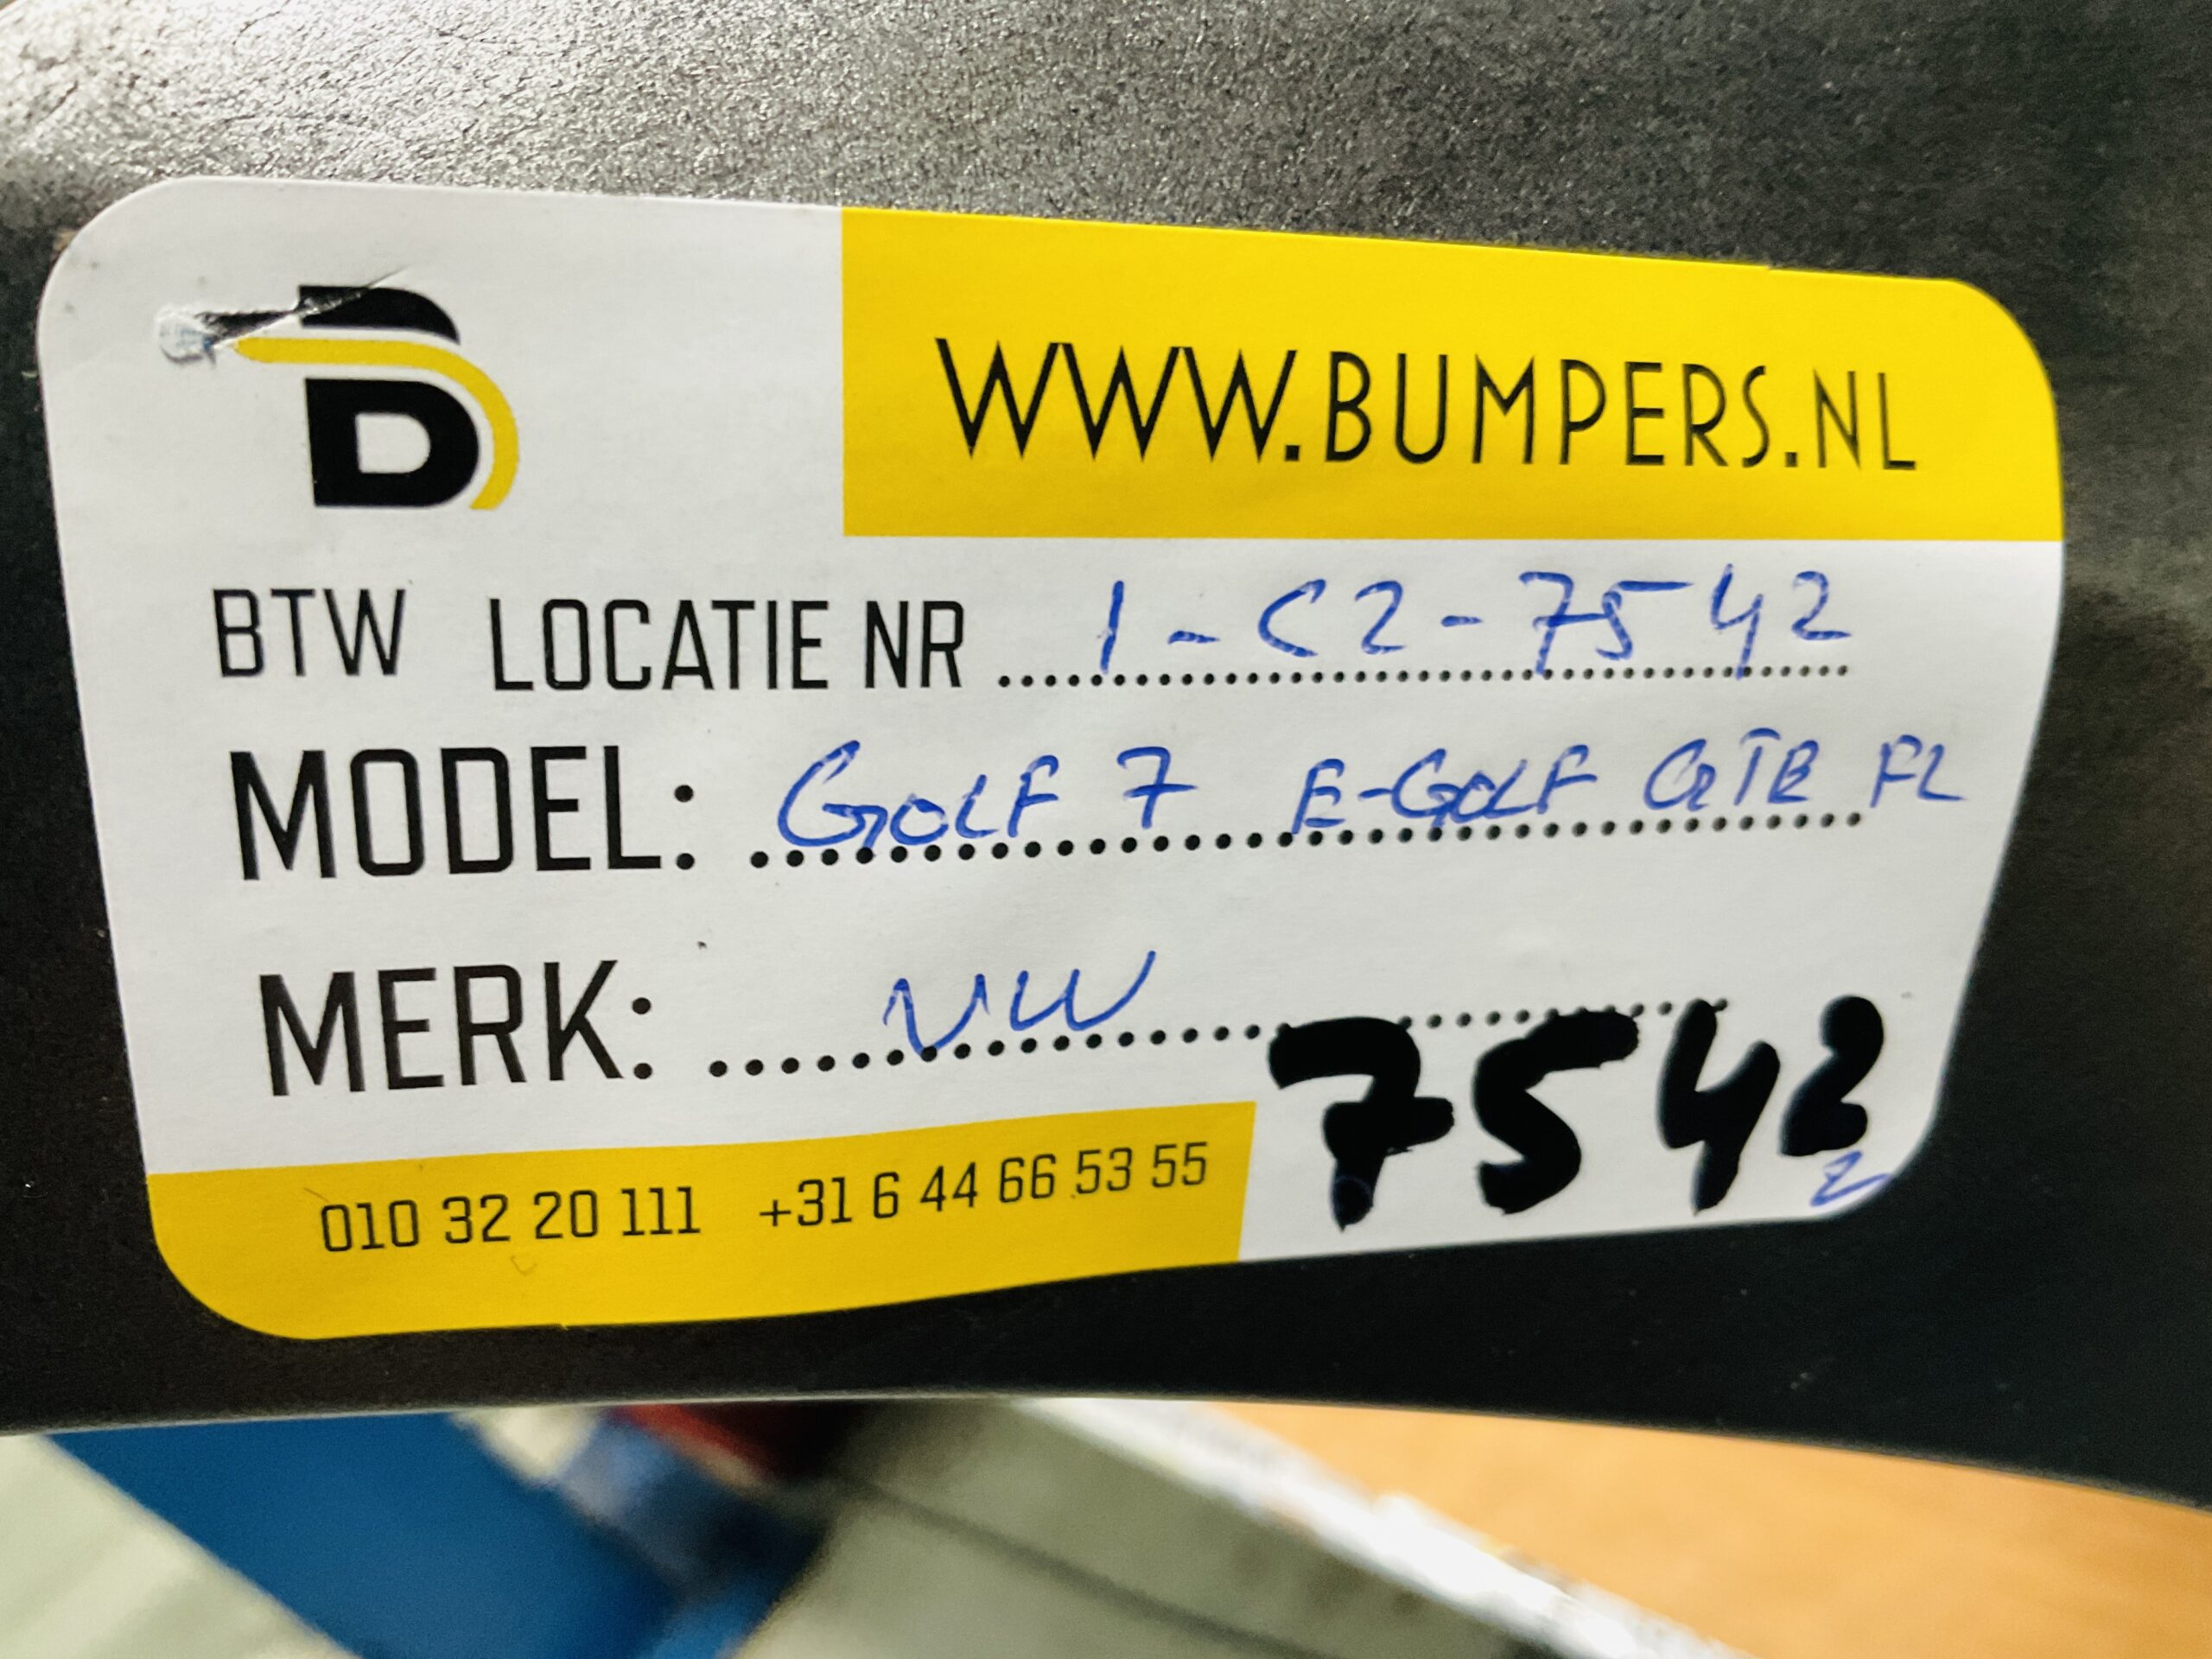 B
WWW.BUMPERS.NL
BTW LOCATIE NR 1-C2-7542
MODEL: GOLF 7 E-GOLF GTE FL
MERK: VW
7542
2
010 32 20 111 +31 6 44 66 53 55